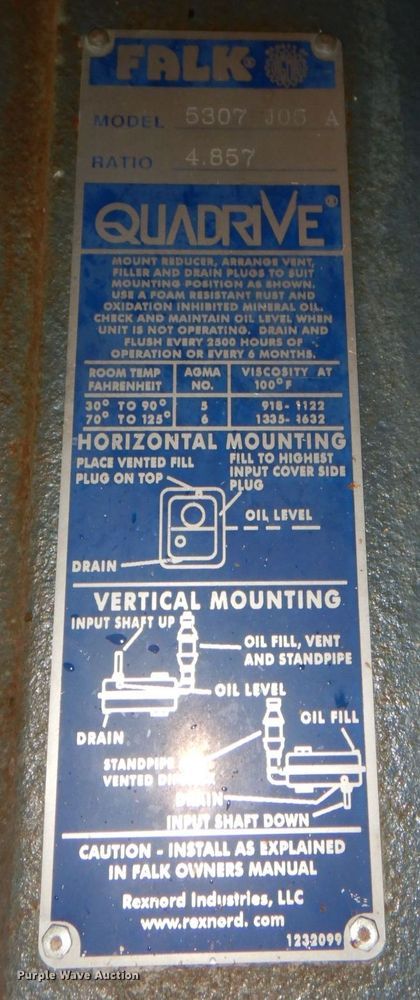 FALK®
MODEL 5307 J05 A
RATIO 4.857
QUADRIVE®
MOUNT REDUCER, ARRANGE VENT,
FILLER AND DRAIN PLUGS TO SUIT
MOUNTING POSITION AS SHOWN.
USE A FOAM RESISTANT RUST AND
OXIDATION INHIBITED MINERAL OIL.
CHECK AND MAINTAIN OIL LEVEL WHEN
UNIT IS NOT OPERATING. DRAIN AND
FLUSH EVERY 2500 HOURS OF
OPERATION OR EVERY 6 MONTHS.
ROOM TEMP AGMA VISCOSITY AT
FAHRENHEIT NO. 100°F
30° TO 90° 5 918-1122
70° TO 125° 6 1335-1632
HORIZONTAL MOUNTING
PLACE VENTED FILL
PLUG ON TOP
FILL TO HIGHEST
INPUT COVER SIDE
PLUG
OIL LEVEL
DRAIN
VERTICAL MOUNTING
INPUT SHAFT UP
OIL FILL, VENT
AND STANDPIPE
OIL LEVEL
DRAIN
OIL FILL
STANDPIPE
VENTED
DRAIN
INPUT SHAFT DOWN
CAUTION - INSTALL AS EXPLAINED
IN FALK OWNERS MANUAL
Rexnord Industries, LLC
www.rexnord. com
1232099
Purple Wave Auction